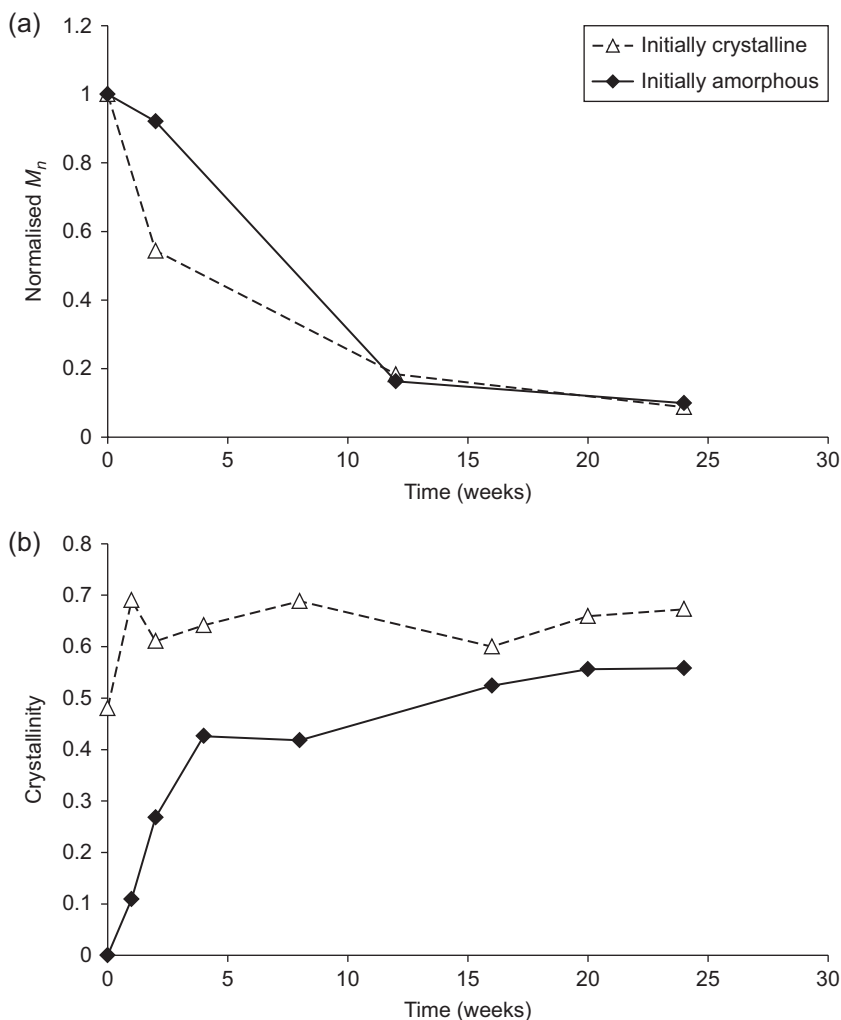 (a)
1.2
1
0.8
0.6
0.4
0.2
0
Normalised Mn
Initially crystalline
Initially amorphous
0 5 10 15 20 25 30
Time (weeks)
(b)
0.8
0.7
0.6
0.5
0.4
0.3
0.2
0.1
0
Crystallinity
0 5 10 15 20 25 30
Time (weeks)